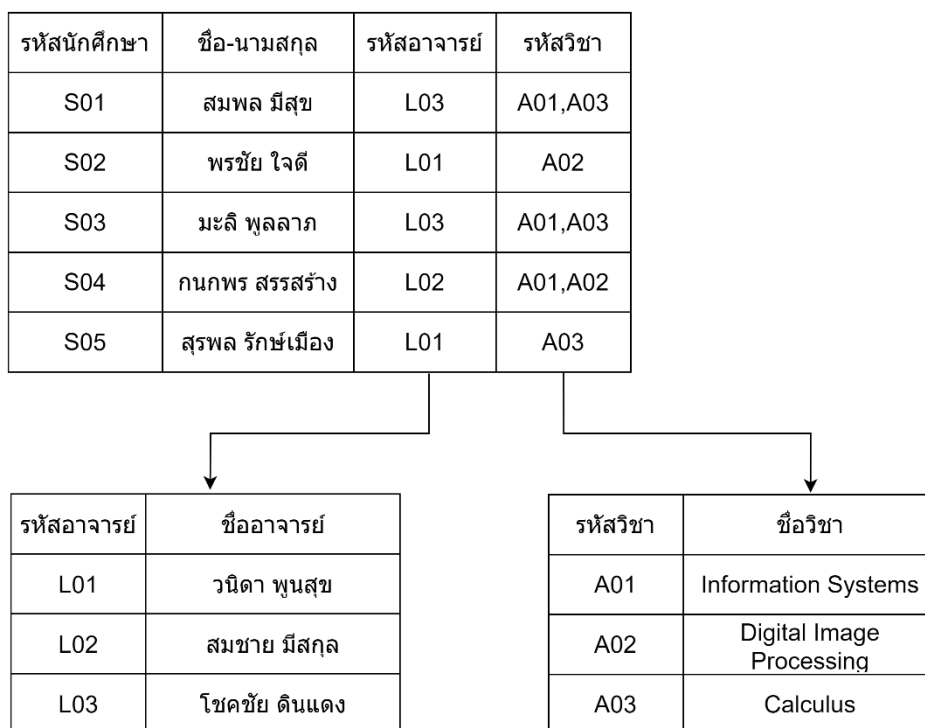 รหัสนักศึกษา ชื่อ-นามสกุล รหัสอาจารย์ รหัสวิชา
S01 สมพล มีสุข L03 A01,A03
S02 พรชัย ใจดี L01 A02
S03 มะลิ พูลลาภ L03 A01,A03
S04 กนกพร สรรสร้าง L02 A01,A02
S05 สุรพล รักษ์เมือง L01 A03
รหัสอาจารย์ ชื่ออาจารย์
L01 วนิดา พูนสุข
L02 สมชาย มีสกุล
L03 โชคชัย ดินแดง
รหัสวิชา ชื่อวิชา
A01 Information Systems
A02 Digital Image
Processing
A03 Calculus